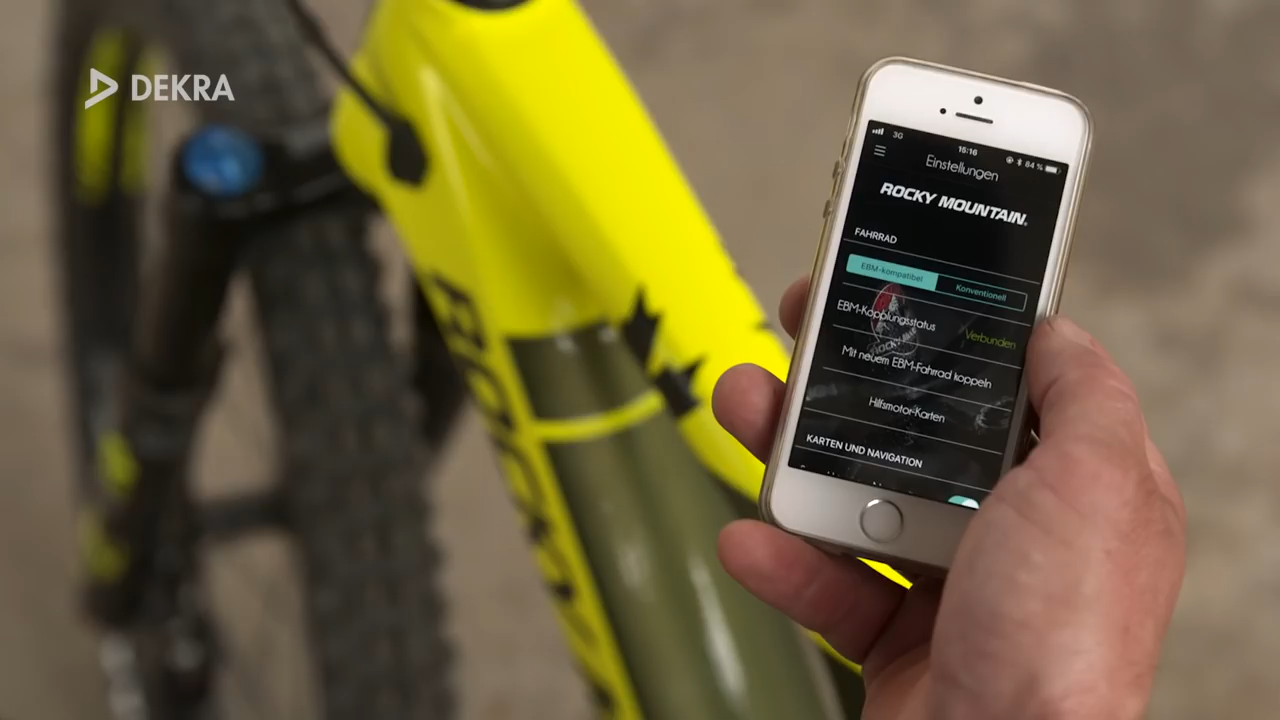 DEKRA
3G
15:16
84 %
Einstellungen
ROCKY MOUNTAIN.
FAHRRAD
EBM-kompatibel
Konventionell
EBM-Kopplungsstatus
Verbunden
Mit neuem EBM-Fahrrad koppeln
Hilfsmotor-Karten
KARTEN UND NAVIGATION